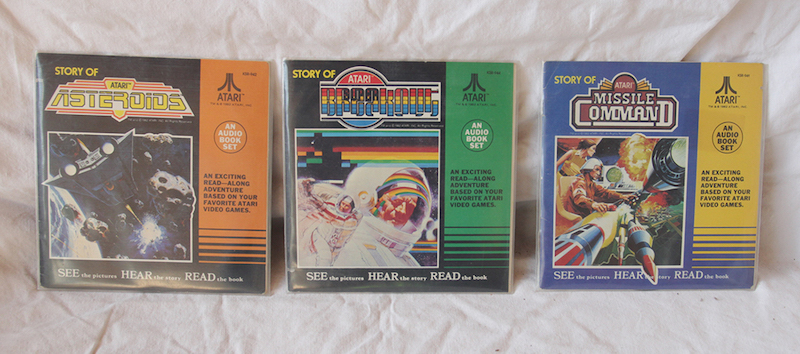 STORY OF
ATARI
ASTEROIDS
ATARI
AN
AUDIO
BOOK
SET
AN EXCITING
READ—ALONG
ADVENTURE
BASED ON YOUR
FAVORITE ATARI
VIDEO GAMES.
SEE the pictures HEAR the story READ the book
STORY OF
ATARI
ATARI
AN
AUDIO
BOOK
SET
AN EXCITING
READ—ALONG
ADVENTURE
BASED ON YOUR
FAVORITE ATARI
VIDEO GAMES.
SEE the pictures HEAR the story READ the book
STORY OF
ATARI
MISSILE
COMMAND
ATARI
AN
AUDIO
BOOK
SET
AN EXCITING
READ—ALONG
ADVENTURE
BASED ON YOUR
FAVORITE ATARI
VIDEO GAMES.
SEE the pictures HEAR the story READ the book